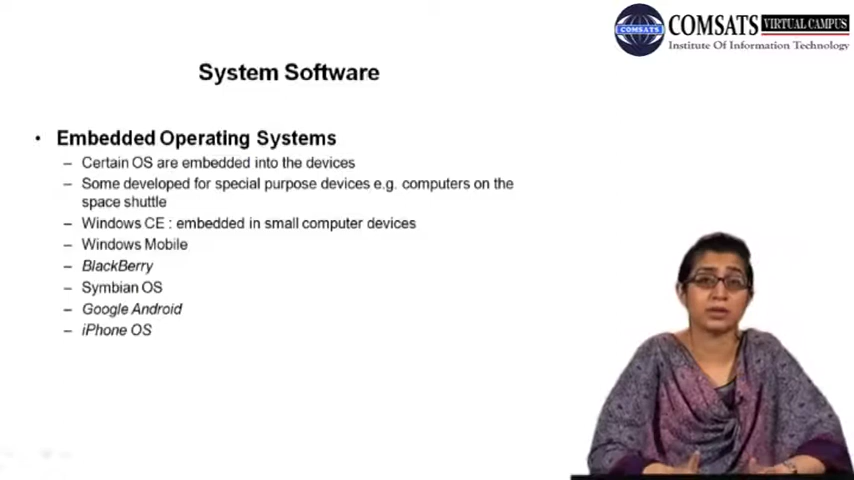 COMSATS
COMSATS VIRTUAL CAMPUS
Institute Of Information Technology
System Software
• Embedded Operating Systems
– Certain OS are embedded into the devices
– Some developed for special purpose devices e.g. computers on the
space shuttle
– Windows CE : embedded in small computer devices
– Windows Mobile
– BlackBerry
– Symbian OS
– Google Android
– iPhone OS